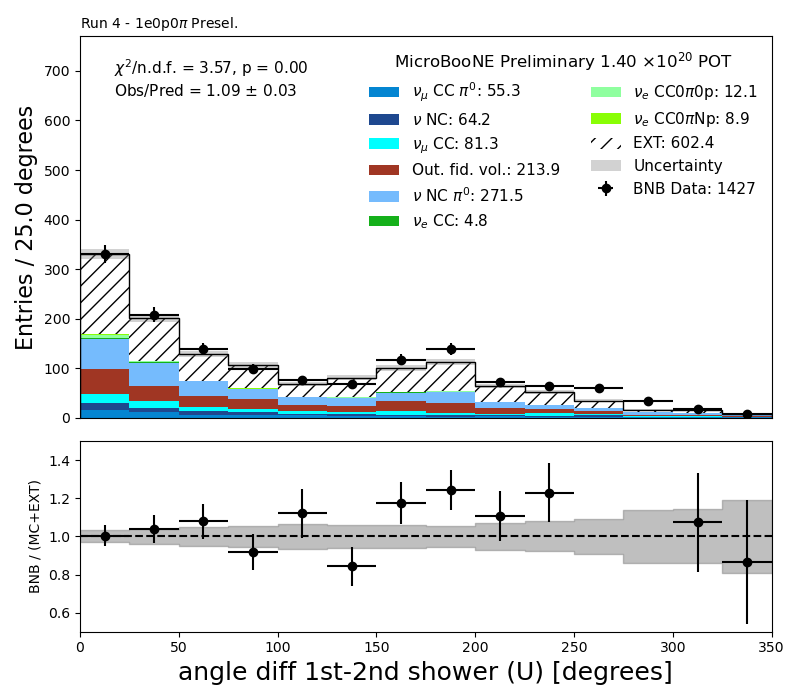 Run 4 - 1e0p0π Presel.
χ²/n.d.f. = 3.57, p = 0.00
Obs/Pred = 1.09 ± 0.03
MicroBooNE Preliminary 1.40 ×10²⁰ POT
ν_μ CC π⁰: 55.3
ν NC: 64.2
ν_μ CC: 81.3
Out. fid. vol.: 213.9
ν NC π⁰: 271.5
ν_e CC: 4.8
ν_e CC0π0p: 12.1
ν_e CC0πNp: 8.9
EXT: 602.4
Uncertainty
BNB Data: 1427
Entries / 25.0 degrees
700
600
500
400
300
200
100
0
BNB / (MC+EXT)
1.4
1.2
1.0
0.8
0.6
0 50 100 150 200 250 300 350
angle diff 1st-2nd shower (U) [degrees]